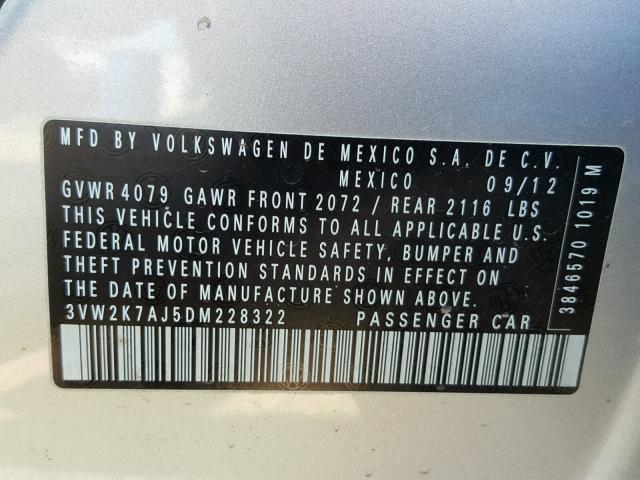 MFD BY VOLKSWAGEN DE MEXICO S.A. DE C.V.
MEXICO 09/12
GVWR 4079 GAWR FRONT 2072 / REAR 2116 LBS
THIS VEHICLE CONFORMS TO ALL APPLICABLE U.S.
FEDERAL MOTOR VEHICLE SAFETY, BUMPER AND
THEFT PREVENTION STANDARDS IN EFFECT ON
THE DATE OF MANUFACTURE SHOWN ABOVE.
3VW2K7AJ5DM228322 PASSENGER CAR
3846570 1019 M